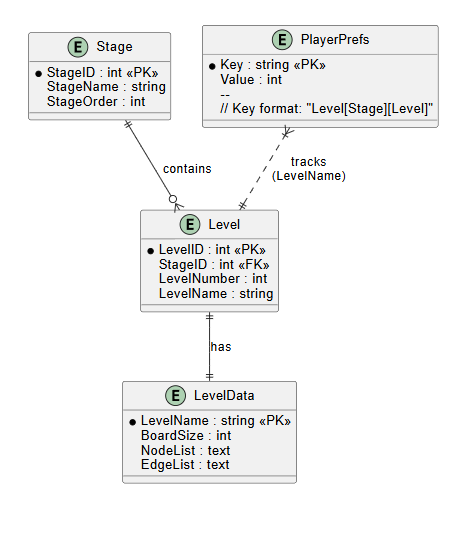 E Stage
StageID : int «PK»
StageName : string
StageOrder : int
E PlayerPrefs
Key : string «PK»
Value : int
--
// Key format: "Level[Stage][Level]"
contains
tracks
(LevelName)
E Level
LevelID : int «PK»
StageID : int «FK»
LevelNumber : int
LevelName : string
has
E LevelData
LevelName : string «PK»
BoardSize : int
NodeList : text
EdgeList : text